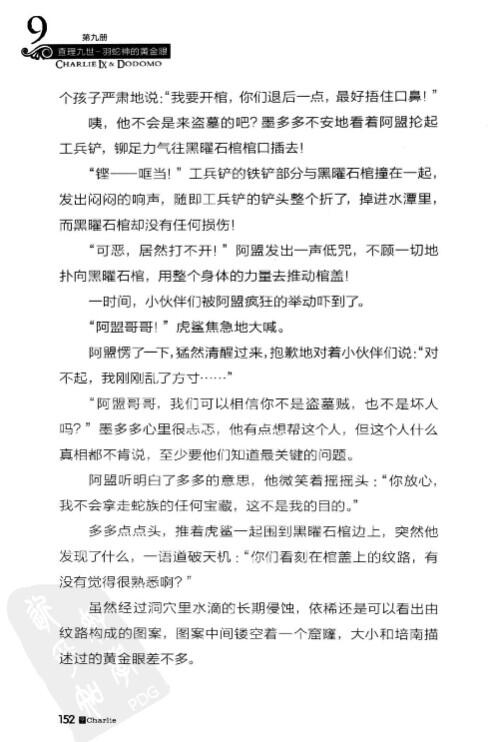 9
第九册
查理九世-羽蛇神的黄金眼
CHARLIE IX & DODOMO
个孩子严肃地说：“我要开棺，你们退后一点，最好捂住口鼻！”
咦，他不会是来盗墓的吧？墨多多不安地看着阿盟抡起
工兵铲，铆足力气往黑曜石棺棺口插去！
“铿——哐当！”工兵铲的铁铲部分与黑曜石棺撞在一起，
发出闷闷的响声，随即工兵铲的铲头整个折了，掉进水潭里，
而黑曜石棺却没有任何损伤！
“可恶，居然打不开！”阿盟发出一声低咒，不顾一切地
扑向黑曜石棺，用整个身体的力量去推动棺盖！
一时间，小伙伴们被阿盟疯狂的举动吓到了。
“阿盟哥哥！”虎鲨焦急地大喊。
阿盟愣了一下，猛然清醒过来，抱歉地对着小伙伴们说：“对
不起，我刚刚乱了方寸……”
“阿盟哥哥，我们可以相信你不是盗墓贼，也不是坏人
吗？”墨多多心里很忐忑，他有点想帮这个人，但这个人什么
真相都不肯说，至少要他们知道最关键的问题。
阿盟听明白了多多的意思，他微笑着摇摇头：“你放心，
我不会拿走蛇族的任何宝藏，这不是我的目的。”
多多点点头，推着虎鲨一起围到黑曜石棺边上，突然他
发现了什么，一语道破天机：“你们看刻在棺盖上的纹路，有
没有觉得很熟悉啊？”
虽然经过洞穴里水滴的长期侵蚀，依稀还是可以看出由
纹路构成的图案，图案中间镂空着一个窟窿，大小和培南描
述过的黄金眼差不多。
PDG
152 Charlie